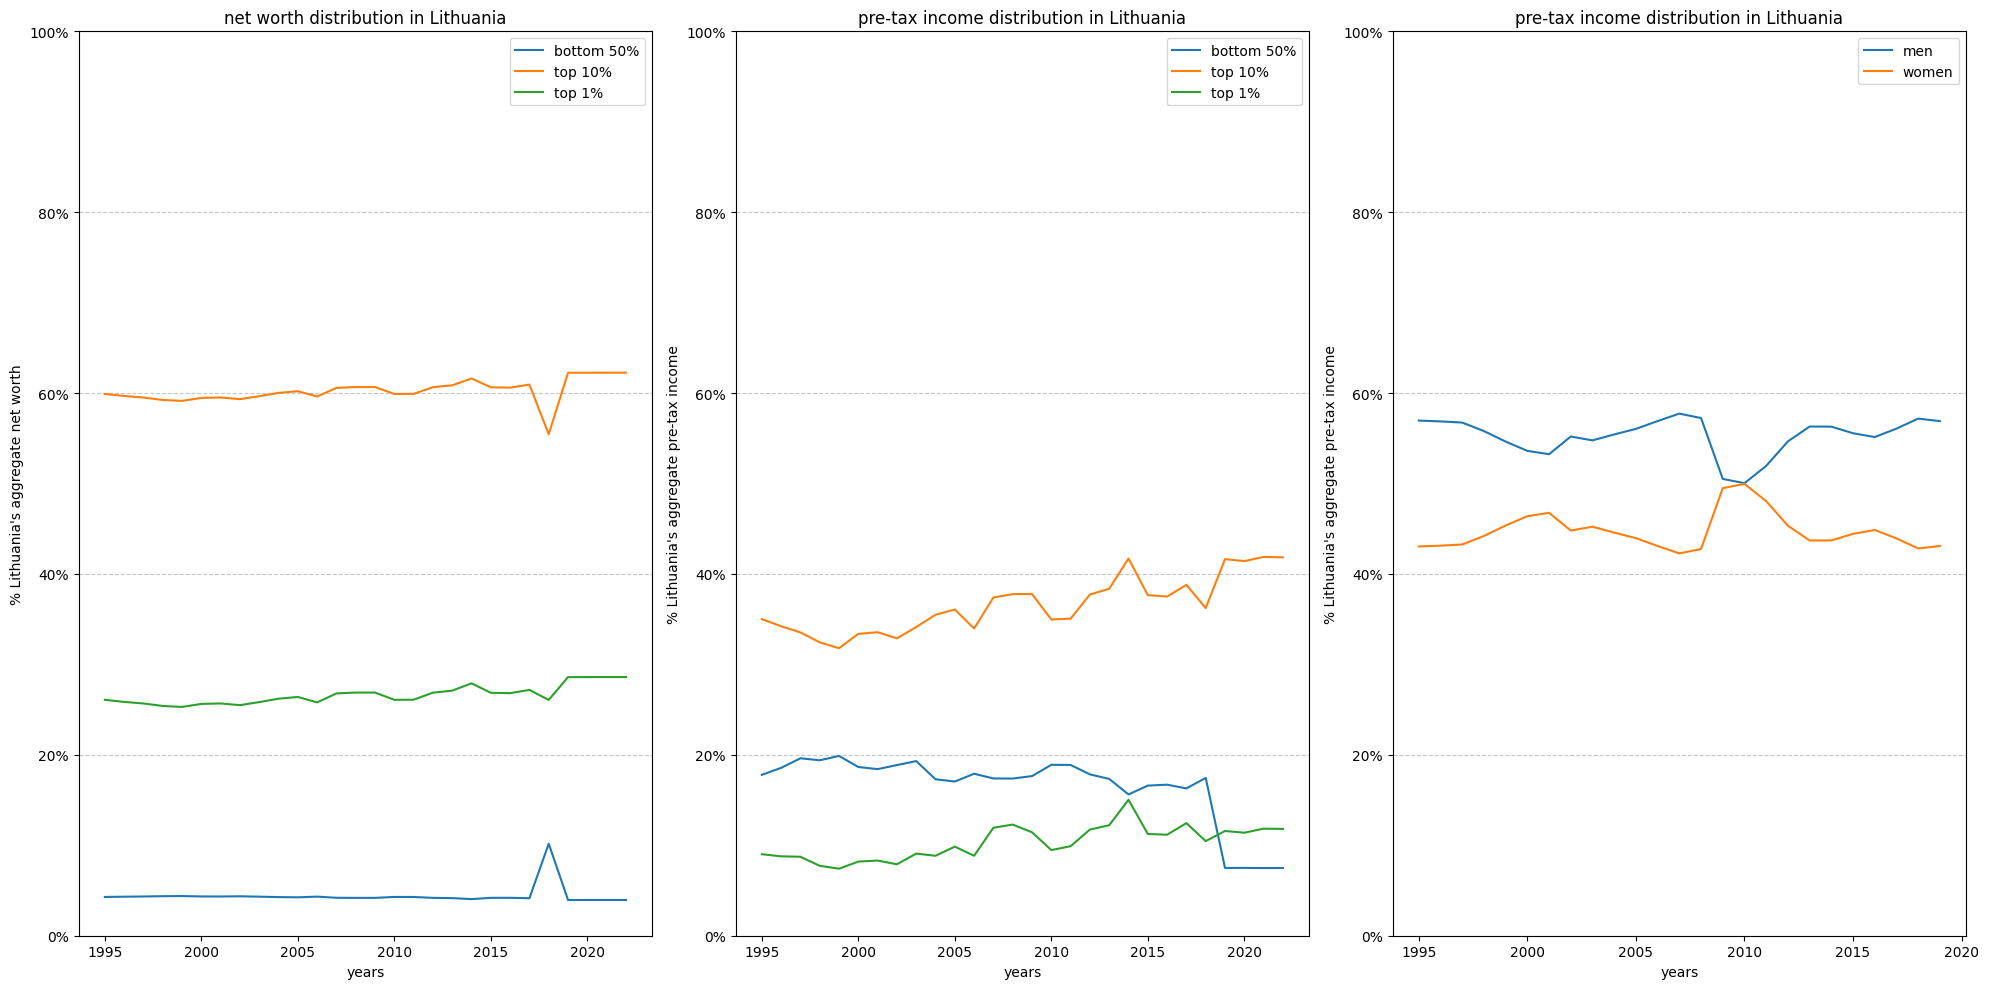 net worth distribution in Lithuania
% Lithuania's aggregate net worth
100%
80%
60%
40%
20%
0%
1995 2000 2005 2010 2015 2020
years
bottom 50%
top 10%
top 1%
pre-tax income distribution in Lithuania
% Lithuania's aggregate pre-tax income
100%
80%
60%
40%
20%
0%
1995 2000 2005 2010 2015 2020
years
bottom 50%
top 10%
top 1%
pre-tax income distribution in Lithuania
% Lithuania's aggregate pre-tax income
100%
80%
60%
40%
20%
0%
1995 2000 2005 2010 2015 2020
years
men
women